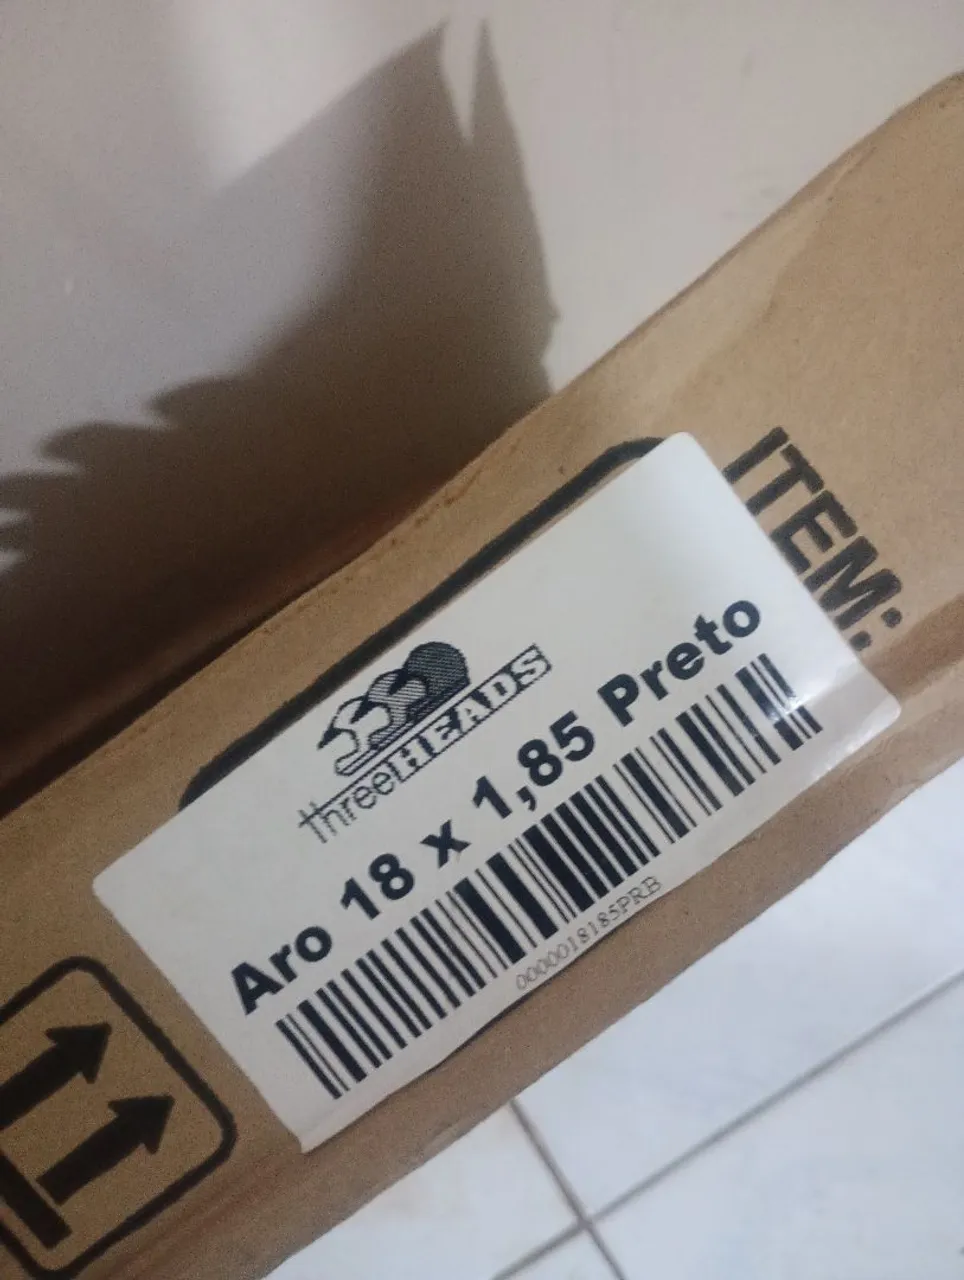 ITEM:
threeHEADS
Aro 18 x 1,85 Preto
0000018185PRB